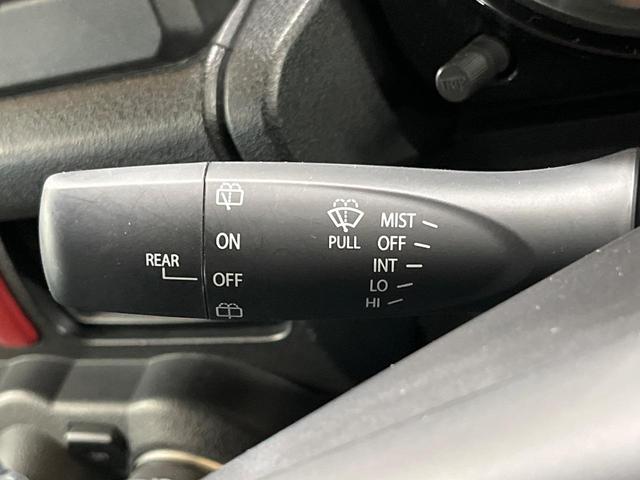 REAR
ON
OFF
PULL
MIST
OFF
INT
LO
HI